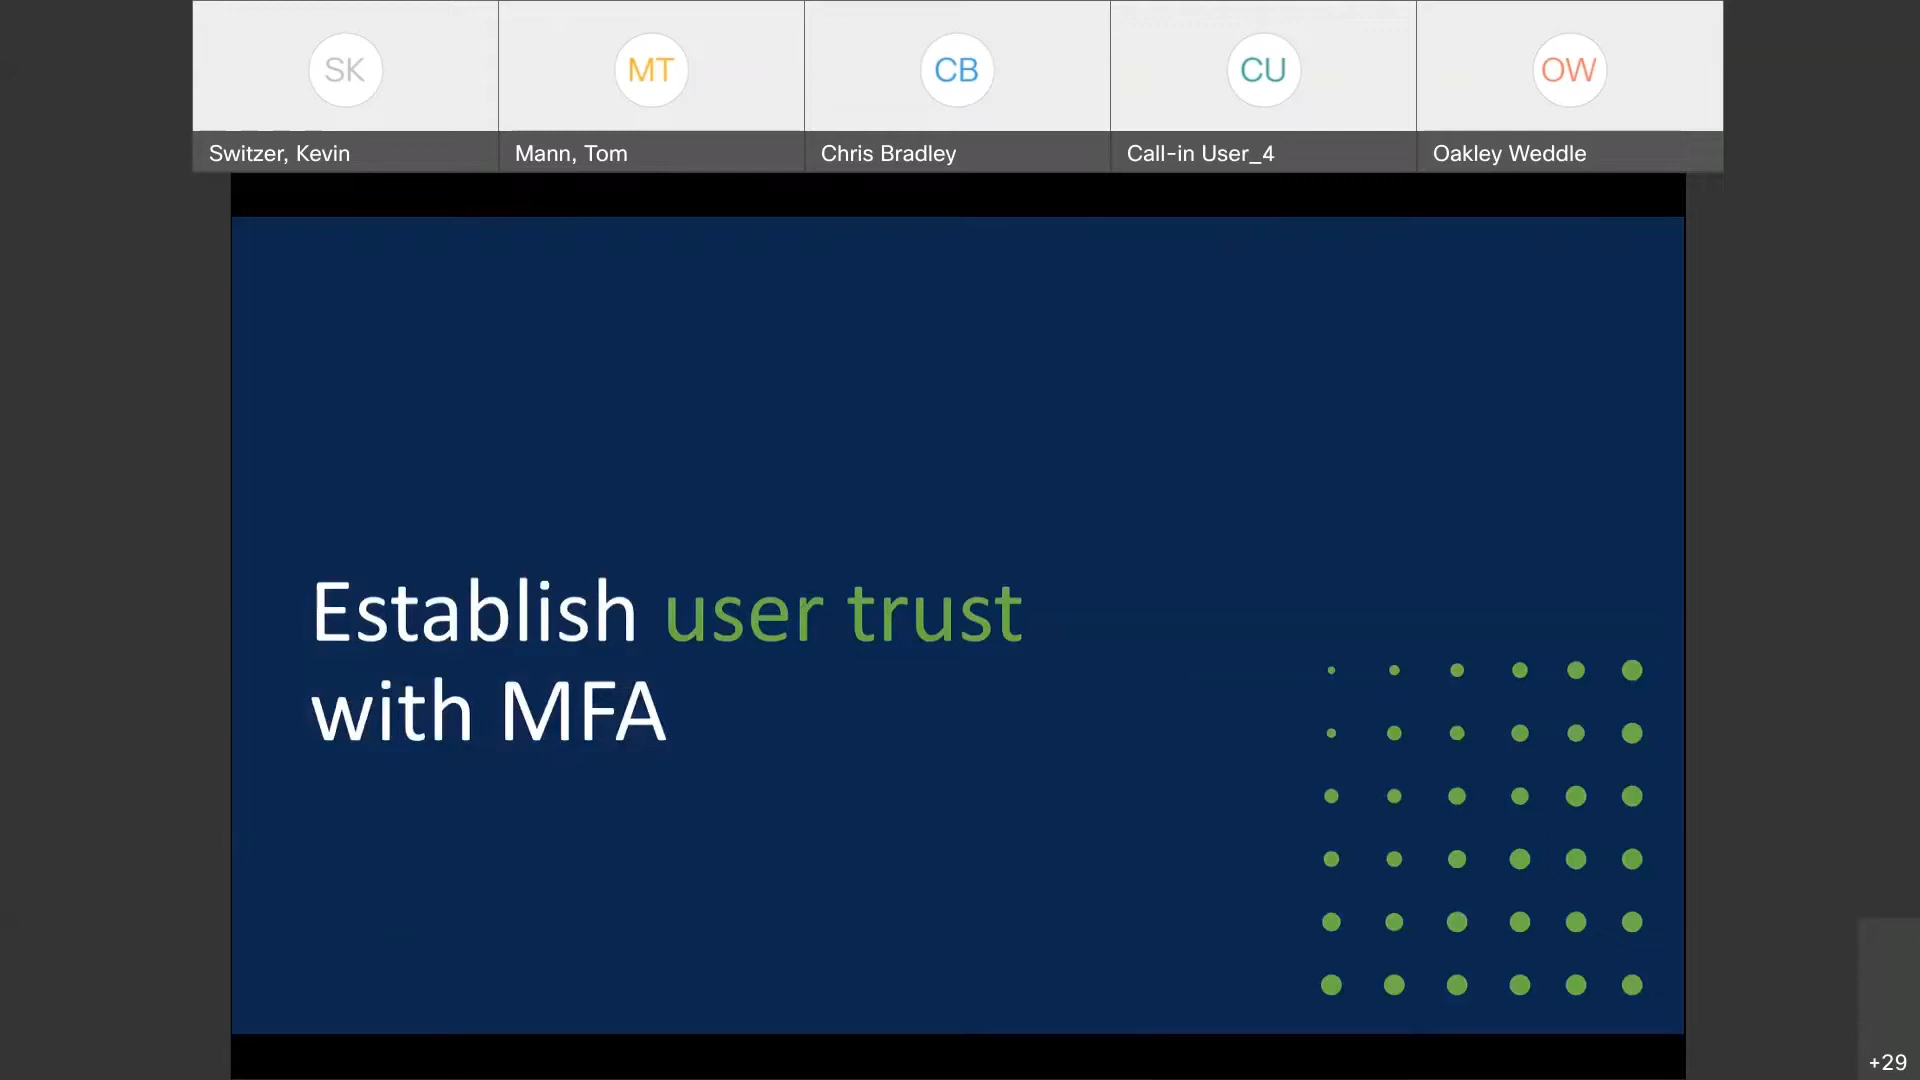 SK
MT
CB
CU
OW
Switzer, Kevin
Mann, Tom
Chris Bradley
Call-in User_4
Oakley Weddle
Establish user trust
with MFA
+29